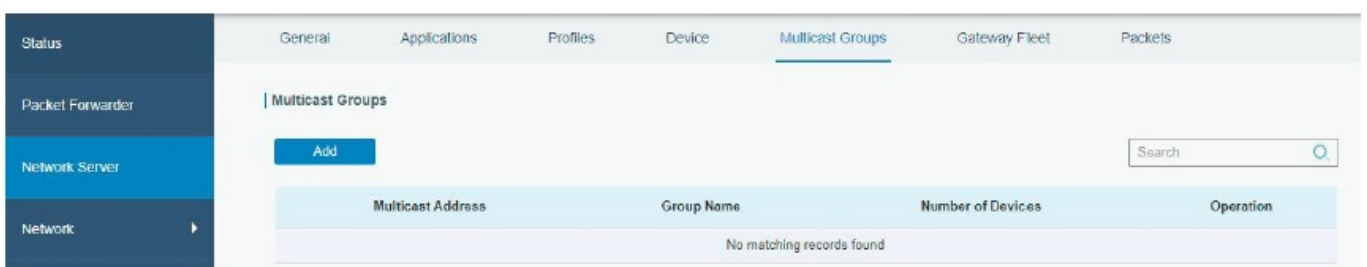 Status
General Applications Profiles Device Multicast Groups Gateway Fleet Packets
Packet Forwarder
Multicast Groups
Add
Search
Network Server
Multicast Address Group Name Number of Devices Operation
Network
No matching records found